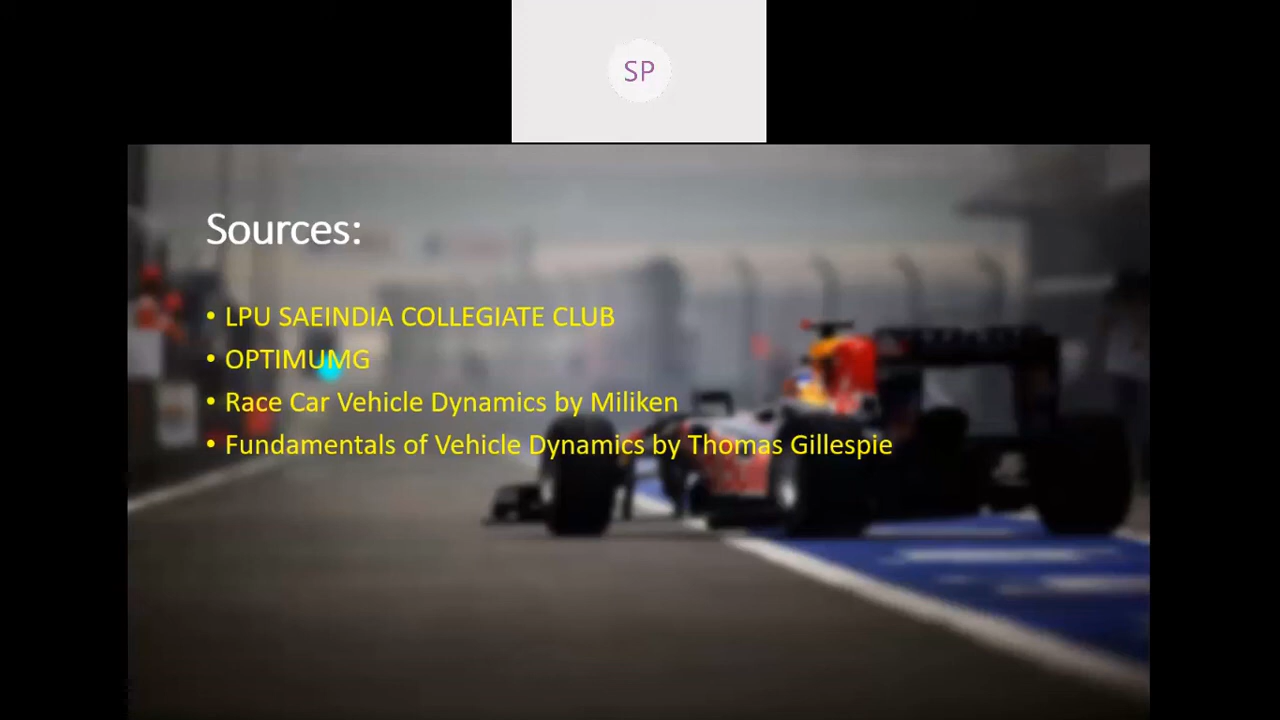 SP
Sources:
• LPU SAEINDIA COLLEGIATE CLUB
• OPTIMUMG
• Race Car Vehicle Dynamics by Miliken
• Fundamentals of Vehicle Dynamics by Thomas Gillespie